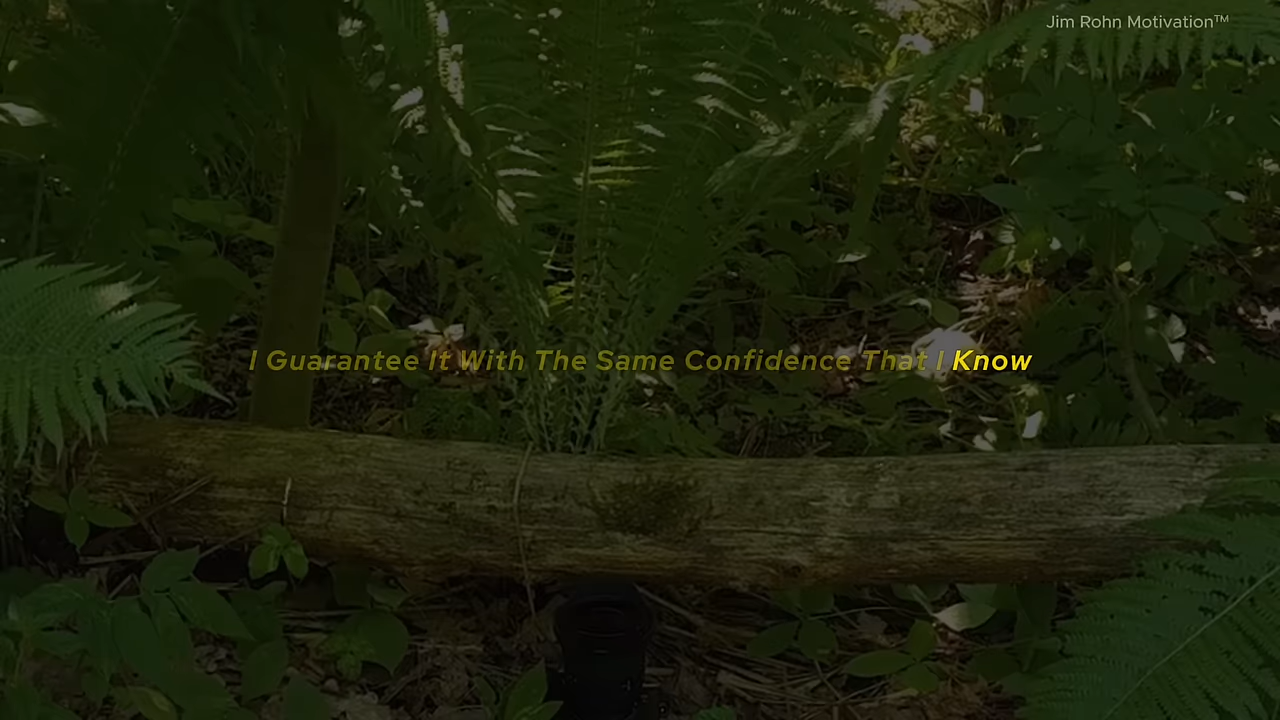 Jim Rohn Motivation™
I Guarantee It With The Same Confidence That I Know